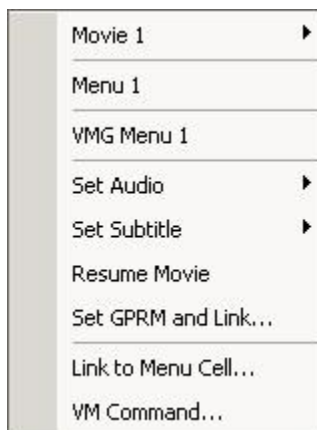 Movie 1
Menu 1
VMG Menu 1
Set Audio
Set Subtitle
Resume Movie
Set GPRM and Link...
Link to Menu Cell...
VM Command...